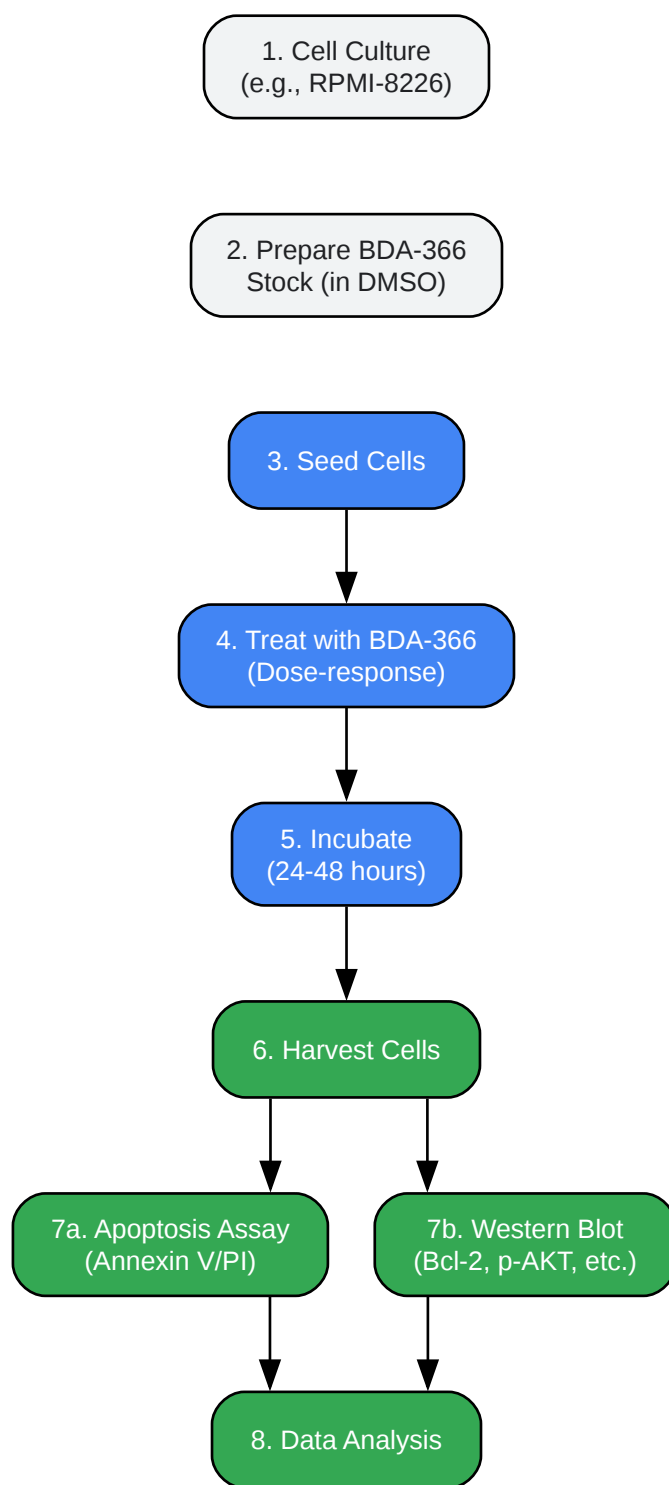 1. Cell Culture
(e.g., RPMI-8226)
2. Prepare BDA-366
Stock (in DMSO)
3. Seed Cells
4. Treat with BDA-366
(Dose-response)
5. Incubate
(24-48 hours)
6. Harvest Cells
7a. Apoptosis Assay
(Annexin V/PI)
7b. Western Blot
(Bcl-2, p-AKT, etc.)
8. Data Analysis